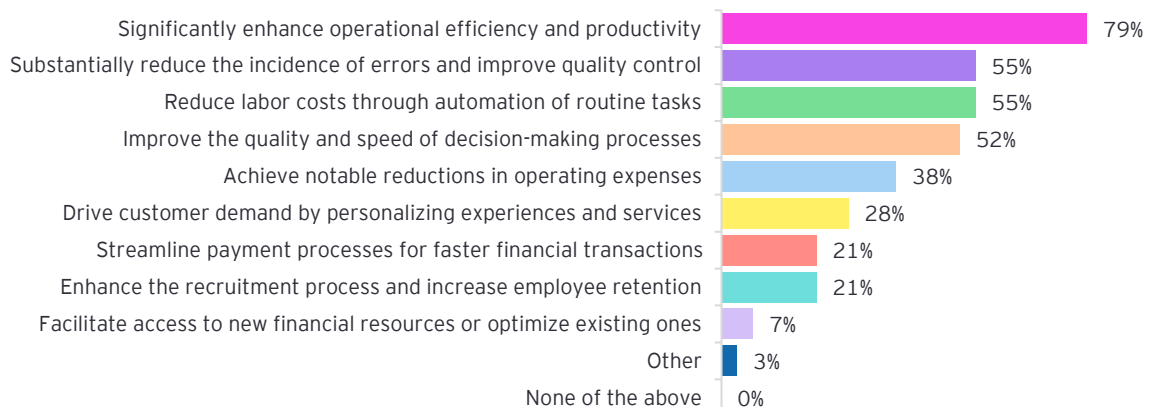 Significantly enhance operational efficiency and productivity 79%
Substantially reduce the incidence of errors and improve quality control 55%
Reduce labor costs through automation of routine tasks 55%
Improve the quality and speed of decision-making processes 52%
Achieve notable reductions in operating expenses 38%
Drive customer demand by personalizing experiences and services 28%
Streamline payment processes for faster financial transactions 21%
Enhance the recruitment process and increase employee retention 21%
Facilitate access to new financial resources or optimize existing ones 7%
Other 3%
None of the above 0%